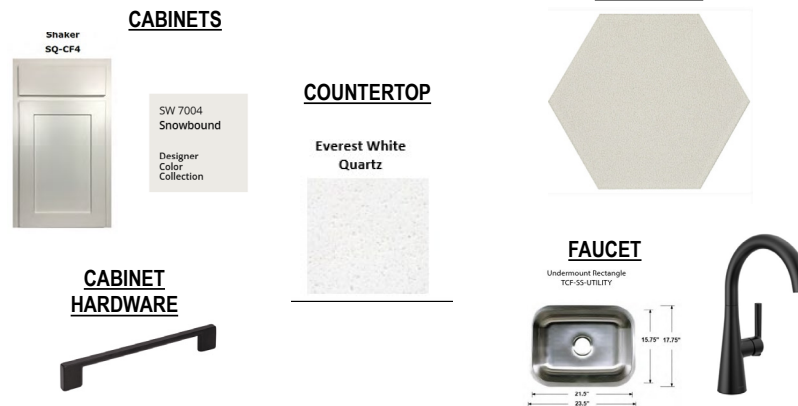 CABINETS
Shaker
SQ-CF4
SW 7004
Snowbound
Designer
Color
Collection
COUNTERTOP
Everest White
Quartz
CABINET
HARDWARE
FAUCET
Undermount Rectangle
TCF-SS-UTILITY
15.75" 17.75"
21.5"
23.5"